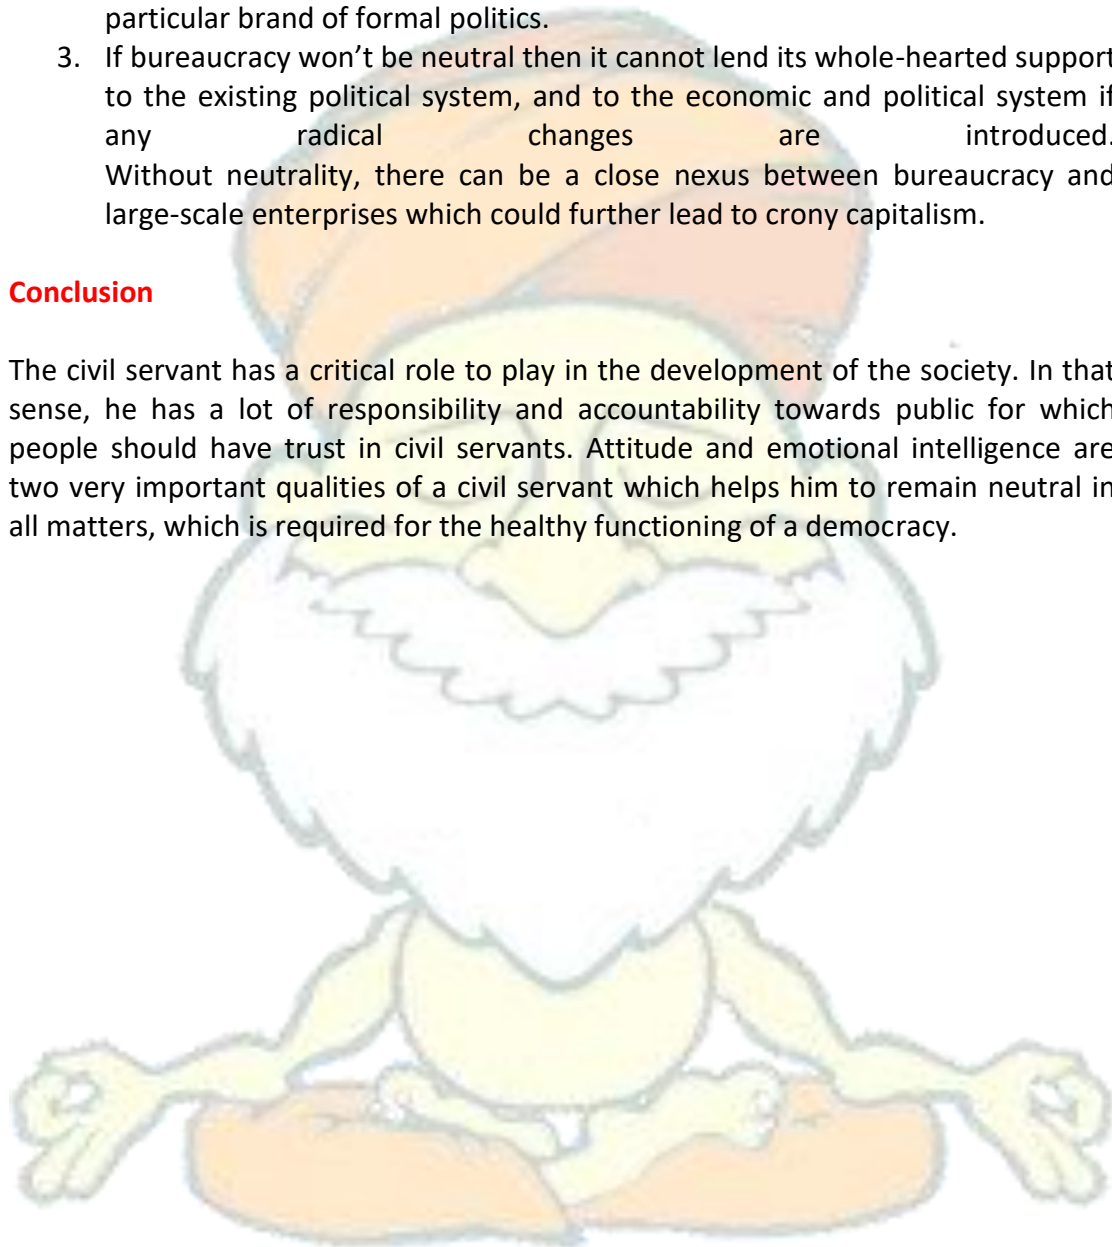 particular brand of formal politics.
3. If bureaucracy won’t be neutral then it cannot lend its whole-hearted support
to the existing political system, and to the economic and political system if
any radical changes are introduced.
Without neutrality, there can be a close nexus between bureaucracy and
large-scale enterprises which could further lead to crony capitalism.
Conclusion
The civil servant has a critical role to play in the development of the society. In that
sense, he has a lot of responsibility and accountability towards public for which
people should have trust in civil servants. Attitude and emotional intelligence are
two very important qualities of a civil servant which helps him to remain neutral in
all matters, which is required for the healthy functioning of a democracy.